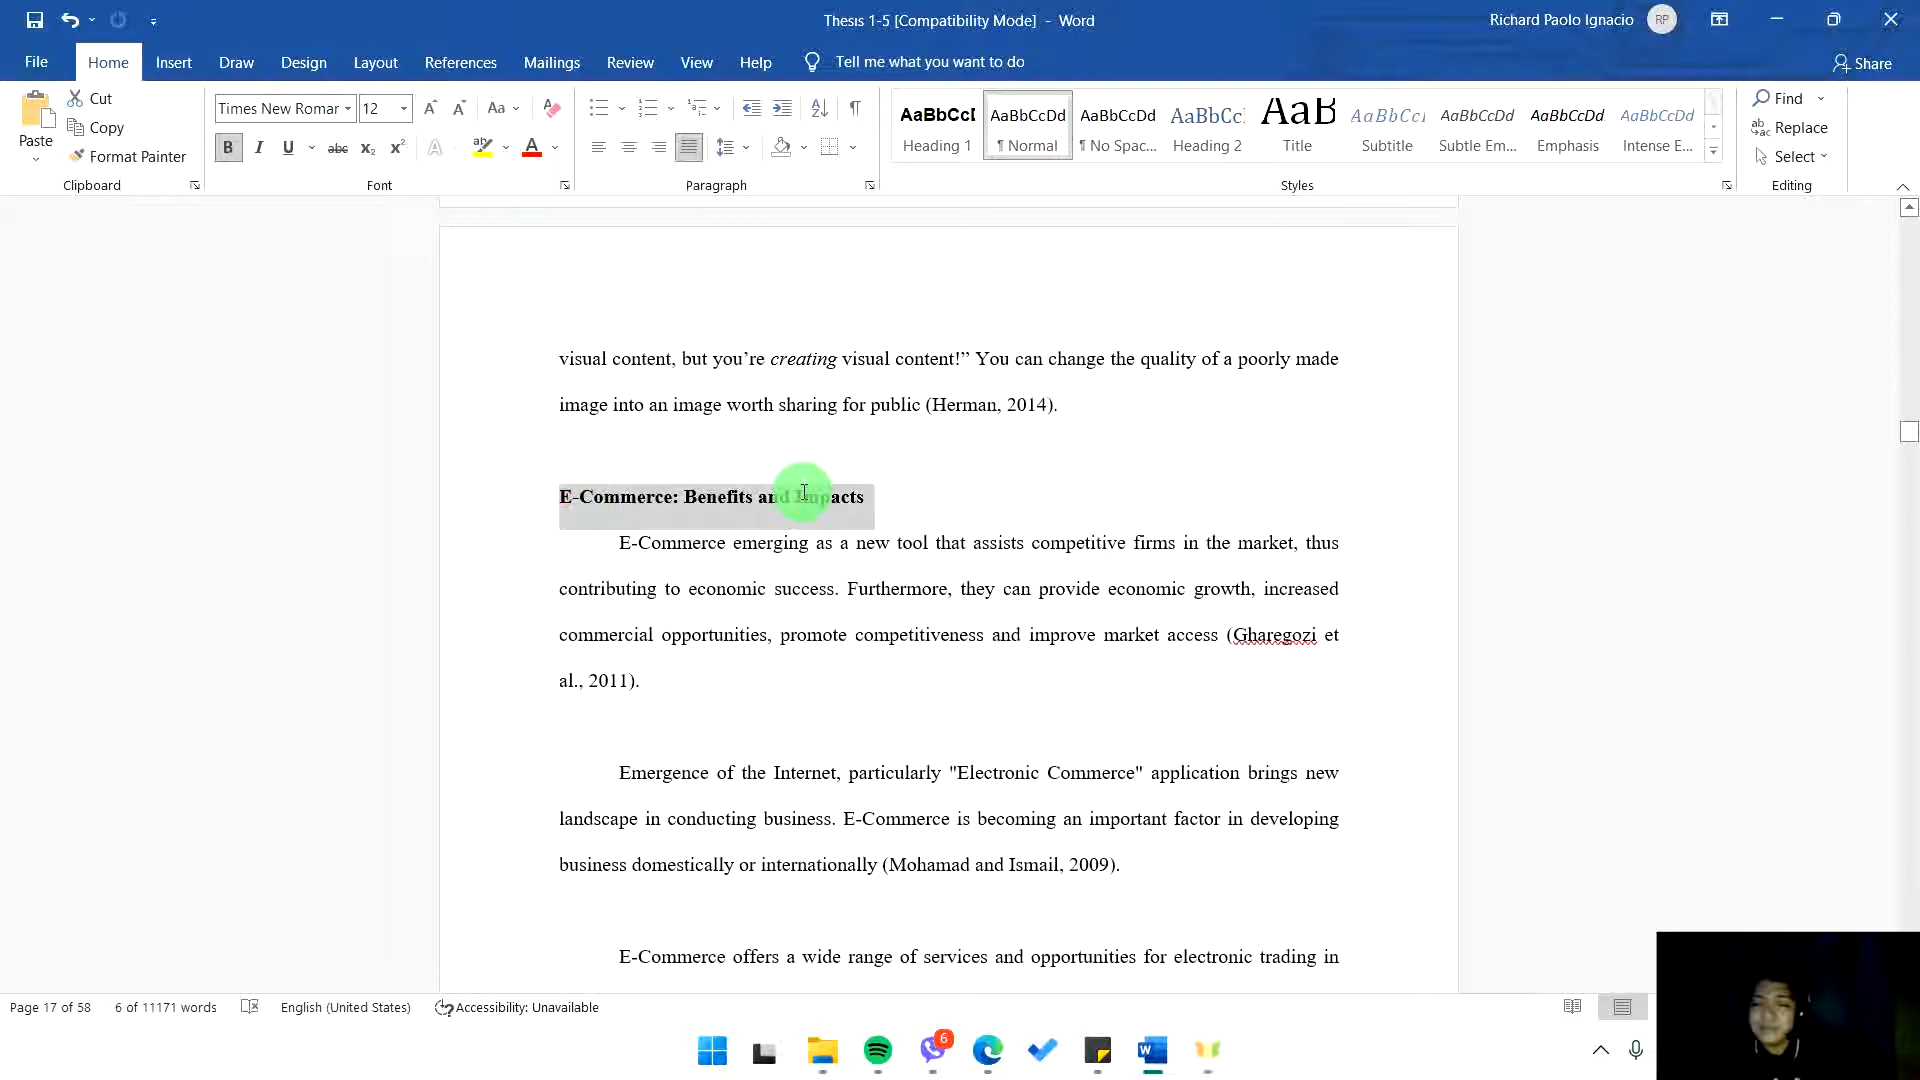 Thesis 1-5 [Compatibility Mode] - Word
Richard Paolo Ignacio
RP
File Home Insert Draw Design Layout References Mailings Review View Help Tell me what you want to do
Share
Paste
Cut
Copy
Format Painter
Clipboard
Times New Romar 12
Aa
B I U abc x₂ x²
A
Font
Paragraph
AaBbCcI AaBbCcDd AaBbCcDd AaBbCc AaB AaBbCcI AaBbCcDd AaBbCcDd AaBbCcDd
Heading 1 ¶ Normal ¶ No Spac... Heading 2 Title Subtitle Subtle Em... Emphasis Intense E...
Styles
Find
Replace
Select
Editing
visual content, but you’re creating visual content!” You can change the quality of a poorly made
image into an image worth sharing for public (Herman, 2014).
E-Commerce: Benefits and Impacts
E-Commerce emerging as a new tool that assists competitive firms in the market, thus
contributing to economic success. Furthermore, they can provide economic growth, increased
commercial opportunities, promote competitiveness and improve market access (Gharegozi et
al., 2011).
Emergence of the Internet, particularly "Electronic Commerce" application brings new
landscape in conducting business. E-Commerce is becoming an important factor in developing
business domestically or internationally (Mohamad and Ismail, 2009).
E-Commerce offers a wide range of services and opportunities for electronic trading in
Page 17 of 58 6 of 11171 words English (United States) Accessibility: Unavailable
6